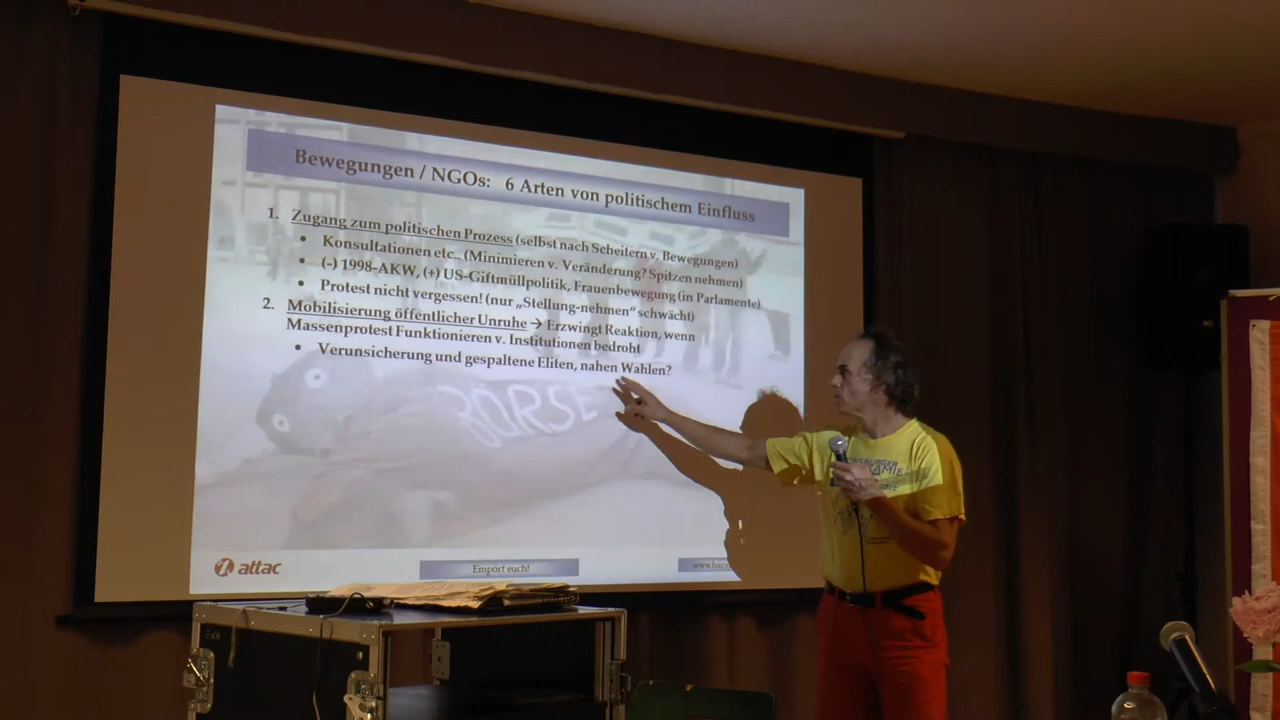 Bewegungen / NGOs: 6 Arten von politischem Einfluss
1. Zugang zum politischen Prozess (selbst nach Scheitern v. Bewegungen)
• Konsultationen etc.. (Minimieren v. Veränderung? Spitzen nehmen)
• (-) 1998-AKW, (+) US-Giftmüllpolitik, Frauenbewegung (in Parlamente)
• Protest nicht vergessen! (nur „Stellung-nehmen“ schwächt)
2. Mobilisierung öffentlicher Unruhe → Erzwingt Reaktion, wenn
Massenprotest Funktionieren v. Institutionen bedroht
• Verunsicherung und gespaltene Eliten, nahen Wahlen?
BÖRSE
attac
Empört euch!